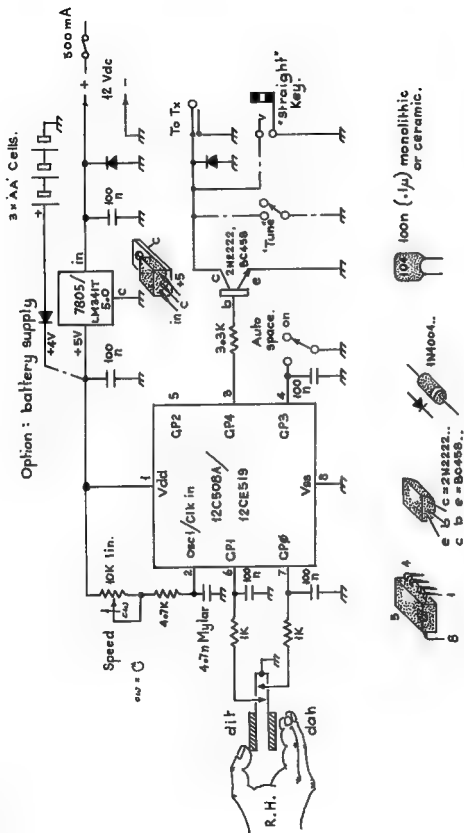 Option: battery supply
3 × 'AA' Cells.
+
+4V
7805/
LM341T
5.0
+5V
in
c
500mA
+
12 Vdc
-
100
n
100
n
in
c
+5
c
Speed
cw
10K lin.
4.7K
4.7n Mylar
1
Vdd
2
Osc1/Clk in
GP2
5
12C508A/
12CE519
GP4
3
3.3K
GP1
6
GP3
4
GPØ
7
Vss
8
100
n
100
n
100
n
1K
1K
dit
dah
R.H.
Auto
space.
on
b
c
e
2N2222,
BC458
"Tune"
To Tx
"Straight"
Key.
5
4
8
1
e b c = 2N2222..
c b e = BC458..
1N4004..
104
100n (.1μ) monolithic
or ceramic.